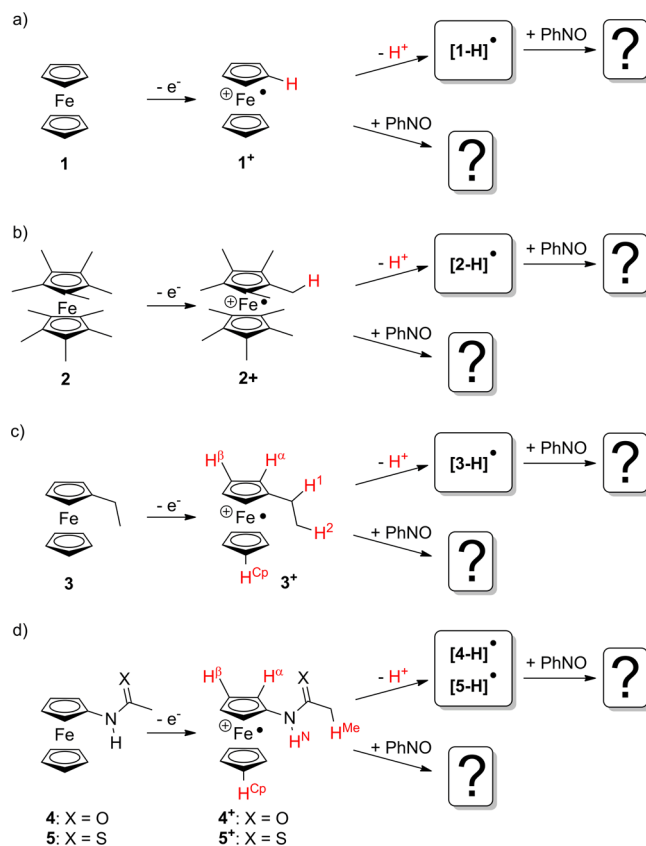 a)
Fe
1
- e⁻
H
⊕ Fe •
1⁺
- H⁺
[1-H]•
+ PhNO
?
+ PhNO
?
b)
Fe
2
- e⁻
H
⊕ Fe •
2+
- H⁺
[2-H]•
+ PhNO
?
+ PhNO
?
c)
Fe
3
- e⁻
Hᵝ
Hᵅ
H¹
⊕ Fe •
H²
Hᶜᵖ
3⁺
- H⁺
[3-H]•
+ PhNO
?
+ PhNO
?
d)
X
Fe
N
H
- e⁻
Hᵝ
Hᵅ
X
⊕ Fe •
N
Hᴺ
Hᴹᵉ
Hᶜᵖ
- H⁺
[4-H]•
[5-H]•
+ PhNO
?
+ PhNO
?
4: X = O
5: X = S
4⁺: X = O
5⁺: X = S